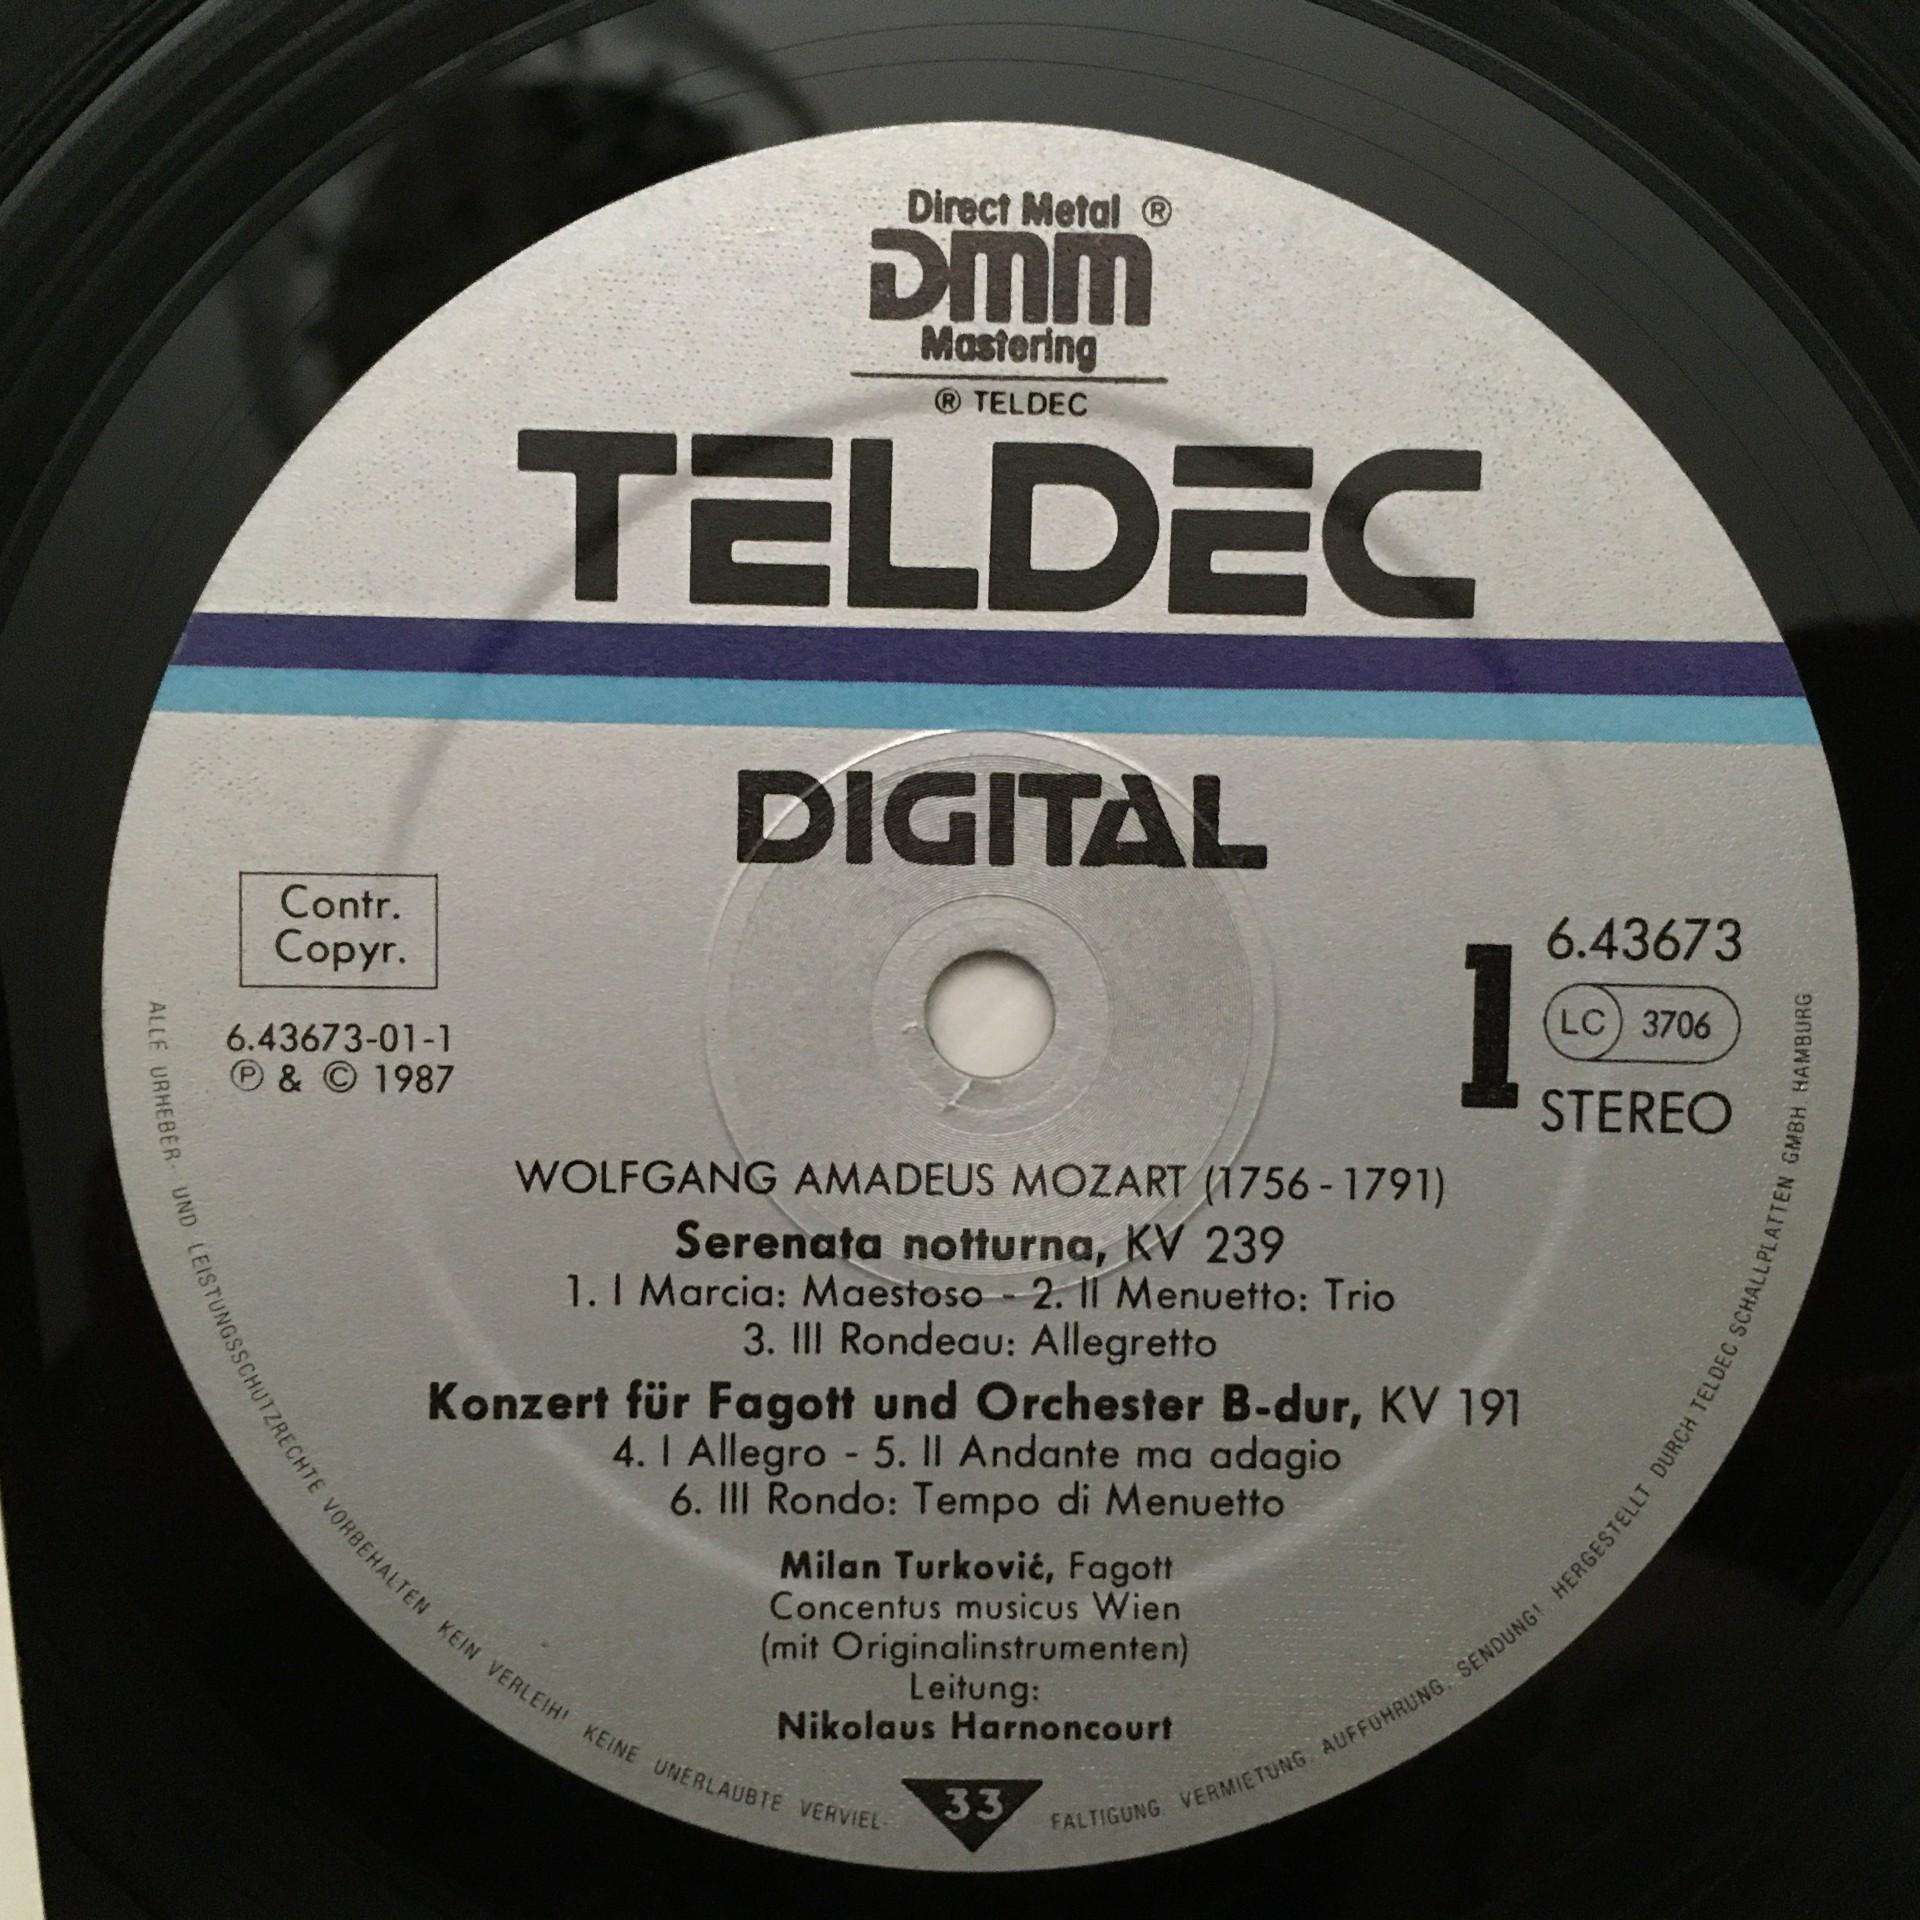 Direct Metal ®
DMM
Mastering
® TELDEC
TELDEC
DIGITAL
Contr.
Copyr.
6.43673-01-1
Ⓟ & © 1987
1
6.43673
LC 3706
STEREO
WOLFGANG AMADEUS MOZART (1756 - 1791)
Serenata notturna, KV 239
1. I Marcia: Maestoso - 2. II Menuetto: Trio
3. III Rondeau: Allegretto
Konzert für Fagott und Orchester B-dur, KV 191
4. I Allegro - 5. II Andante ma adagio
6. III Rondo: Tempo di Menuetto
Milan Turković, Fagott
Concentus musicus Wien
(mit Originalinstrumenten)
Leitung:
Nikolaus Harnoncourt
33
ALLE URHEBER- UND LEISTUNGSSCHUTZRECHTE VORBEHALTEN KEIN VERLEIH! KEINE UNERLAUBTE VERVIEL- FÄLTIGUNG, VERMIETUNG, AUFFÜHRUNG, SENDUNG! HERGESTELLT DURCH TELDEC SCHALLPLATTEN GMBH HAMBURG